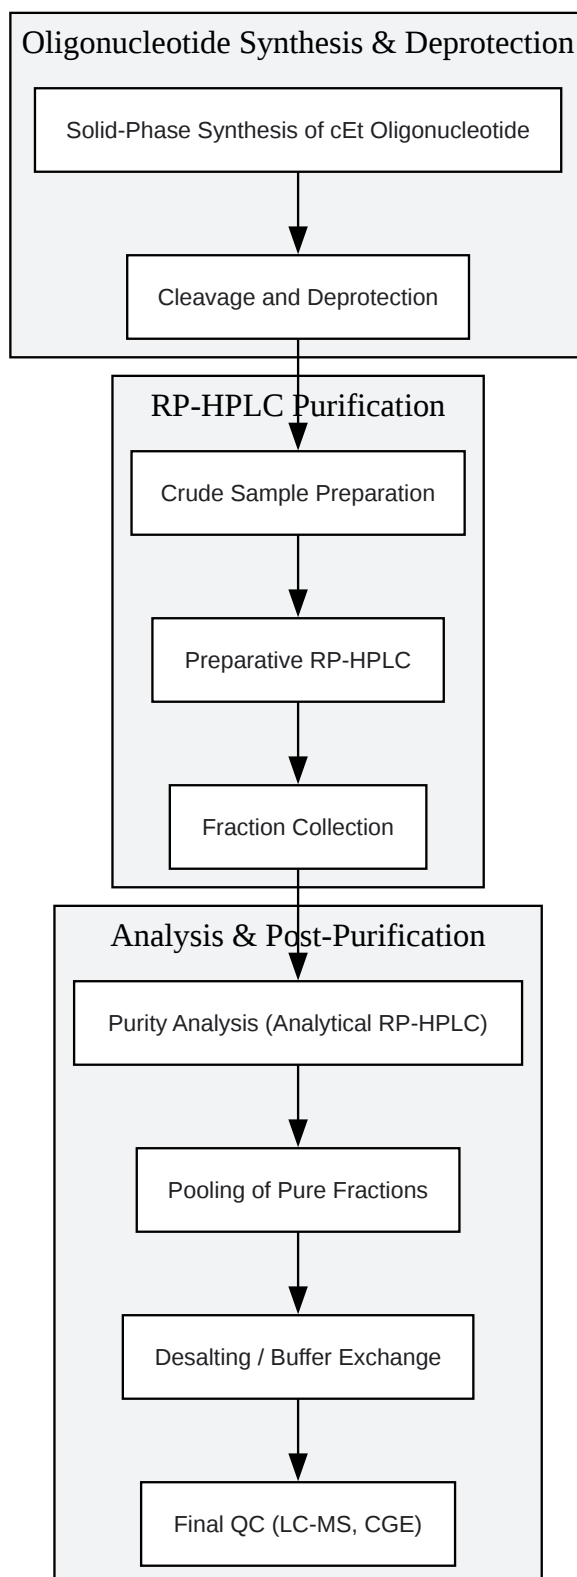 Oligonucleotide Synthesis & Deprotection
Solid-Phase Synthesis of cEt Oligonucleotide
Cleavage and Deprotection
RP-HPLC Purification
Crude Sample Preparation
Preparative RP-HPLC
Fraction Collection
Analysis & Post-Purification
Purity Analysis (Analytical RP-HPLC)
Pooling of Pure Fractions
Desalting / Buffer Exchange
Final QC (LC-MS, CGE)